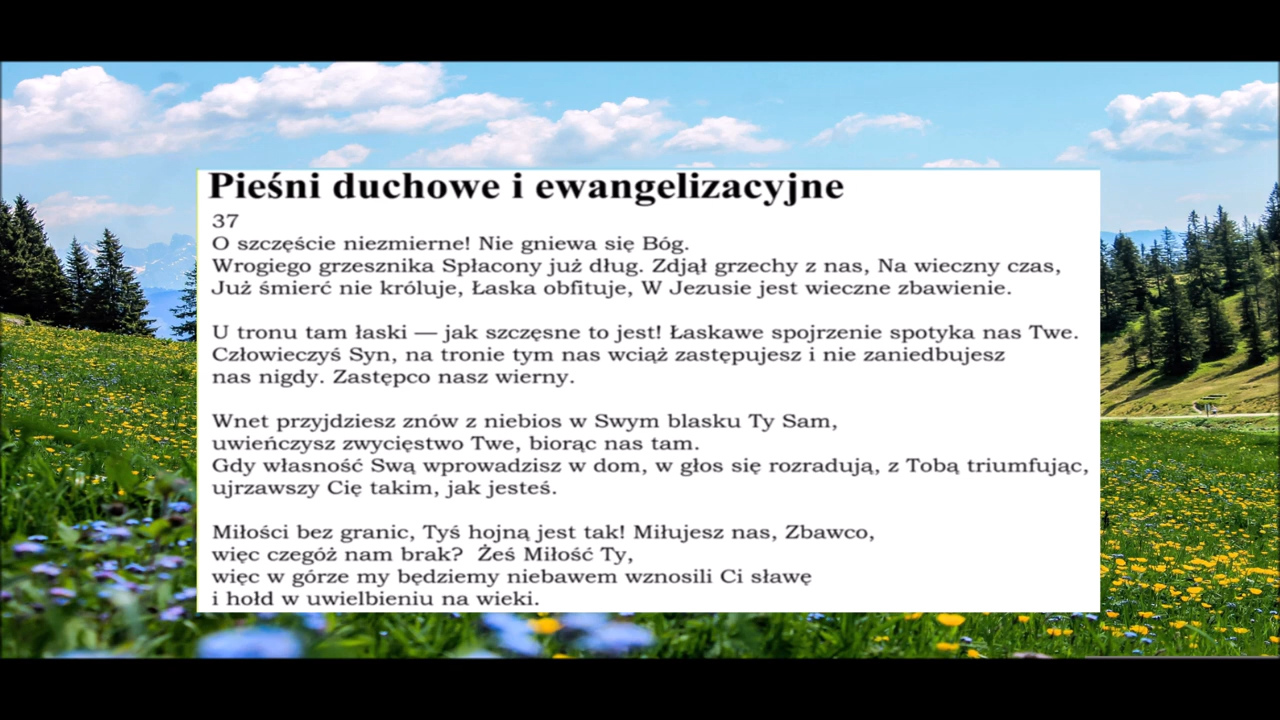 Pieśni duchowe i ewangelizacyjne
37
O szczęście niezmierne! Nie gniewa się Bóg.
Wrogiego grzesznika Spłacony już dług. Zdjął grzechy z nas, Na wieczny czas,
Już śmierć nie króluje, Łaska obfituje, W Jezusie jest wieczne zbawienie.
U tronu tam łaski — jak szczęsne to jest! Łaskawe spojrzenie spotyka nas Twe.
Człowieczyś Syn, na tronie tym nas wciąż zastępujesz i nie zaniedbujesz
nas nigdy. Zastępco nasz wierny.
Wnet przyjdziesz znów z niebios w Swym blasku Ty Sam,
uwieńczysz zwycięstwo Twe, biorąc nas tam.
Gdy własność Swą wprowadzisz w dom, w głos się rozradują, z Tobą triumfując,
ujrzawszy Cię takim, jak jesteś.
Miłości bez granic, Tyś hojną jest tak! Miłujesz nas, Zbawco,
więc czegóż nam brak? Żeś Miłość Ty,
więc w górze my będziemy niebawem wznosili Ci sławę
i hołd w uwielbieniu na wieki.